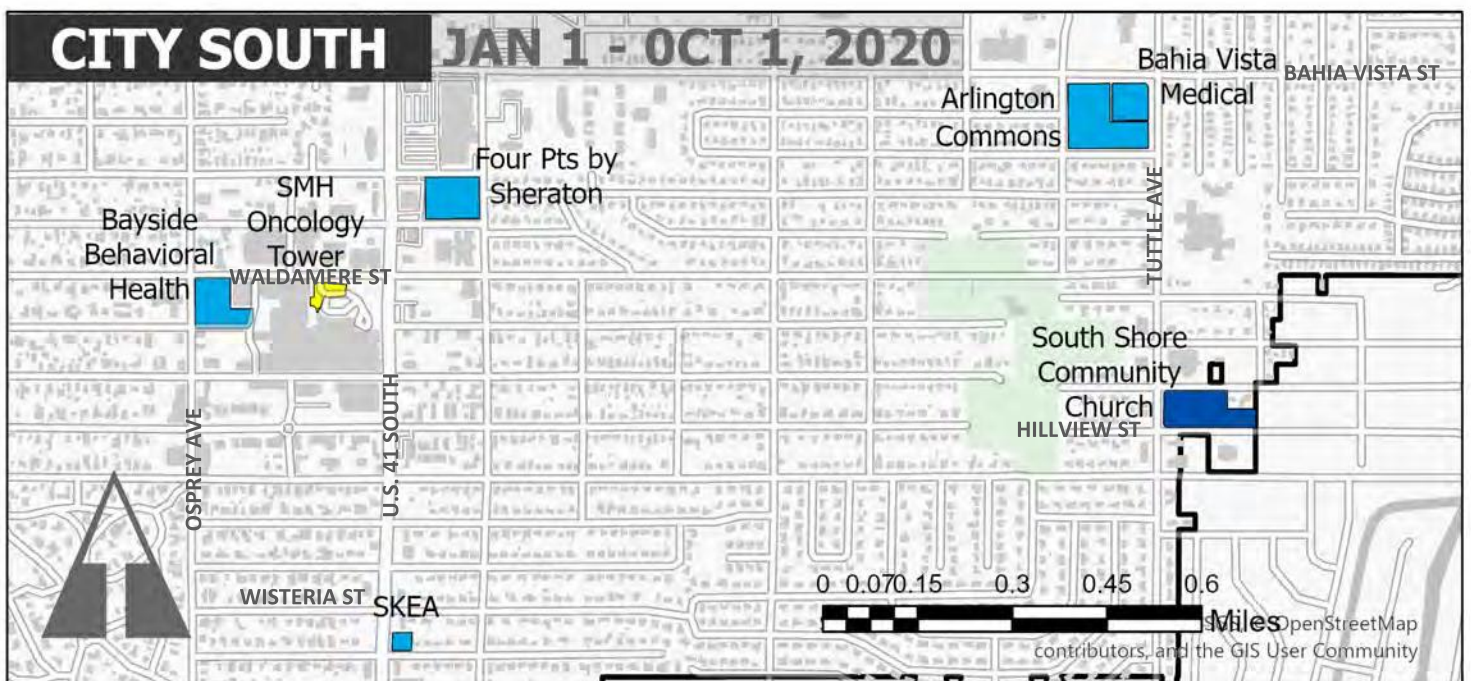 CITY SOUTH
JAN 1 - 0CT 1, 2020
Bahia Vista
Medical
BAHIA VISTA ST
Arlington
Commons
Four Pts by
Sheraton
SMH
Oncology
Tower
Bayside
Behavioral
Health
WALDAMERE ST
TUTTLE AVE
South Shore
Community
Church
HILLVIEW ST
OSPREY AVE
U.S. 41 SOUTH
WISTERIA ST
SKEA
0 0.070.15 0.3 0.45 0.6
Miles
OpenStreetMap
contributors, and the GIS User Community